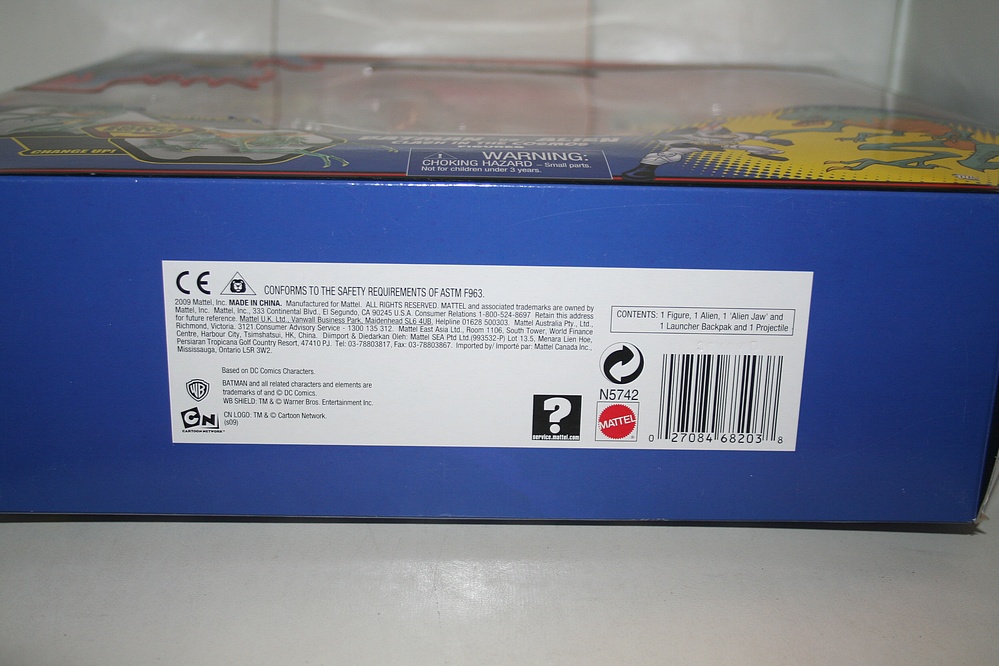 CHANGE UP!
WARNING:
CHOKING HAZARD – Small parts.
Not for children under 3 years.
CE
CONFORMS TO THE SAFETY REQUIREMENTS OF ASTM F963.
2009 Mattel, Inc. MADE IN CHINA. Manufactured for Mattel. ALL RIGHTS RESERVED. MATTEL and associated trademarks are owned by
Mattel, Inc. Mattel, Inc., 333 Continental Blvd., El Segundo, CA 90245 U.S.A. Consumer Relations 1-800-524-8697 Retain this address
for future reference. Mattel U.K. Ltd., Vanwall Business Park, Maidenhead SL6 4UB. Helpline 01628 500303. Mattel Australia Pty., Ltd.,
Richmond, Victoria. 3121.Consumer Advisory Service - 1300 135 312. Mattel East Asia Ltd., Room 1106, South Tower, World Finance
Centre, Harbour City, Tsimshatsui, HK, China. Diimport & Diedarkan Oleh: Mattel SEA Ptd Ltd.(993532-P) Lot 13.5, Menara Lien Hoe,
Persiaran Tropicana Golf Country Resort, 47410 PJ. Tel: 03-78803817, Fax: 03-78803867. Imported by/ Importé par: Mattel Canada Inc.,
Mississauga, Ontario L5R 3W2.
Based on DC Comics Characters.
WB
BATMAN and all related characters and elements are
trademarks of and © DC Comics.
WB SHIELD: TM & © Warner Bros. Entertainment Inc.
CN
CARTOON NETWORK
CN LOGO: TM & © Cartoon Network.
(s09)
?
service.mattel.com
CONTENTS: 1 Figure, 1 Alien, 1 'Alien Jaw' and
1 Launcher Backpak and 1 Projectile
N5742
MATTEL
0 27084 68203 8